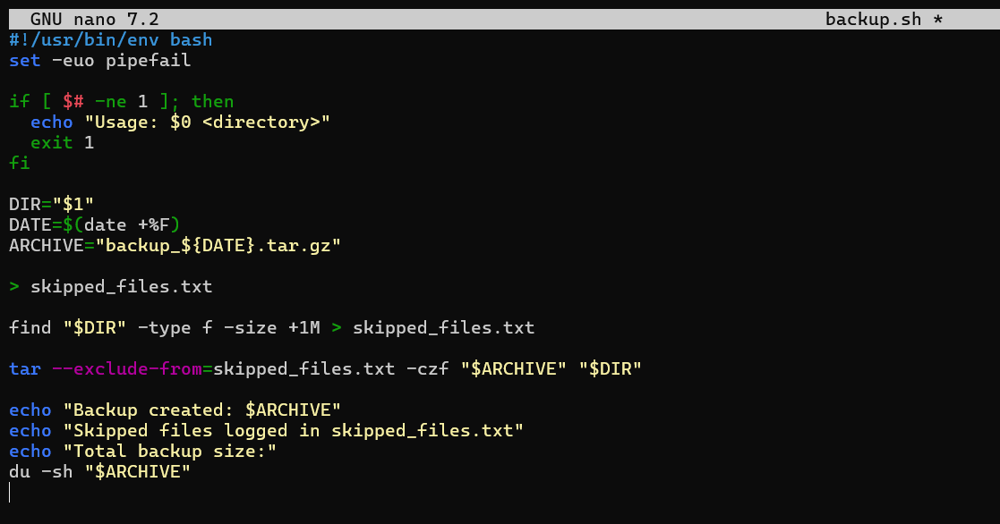 GNU nano 7.2 backup.sh *
#!/usr/bin/env bash
set -euo pipefail
if [ $# -ne 1 ]; then
  echo "Usage: $0 <directory>"
  exit 1
fi
DIR="$1"
DATE=$(date +%F)
ARCHIVE="backup_${DATE}.tar.gz"
> skipped_files.txt
find "$DIR" -type f -size +1M > skipped_files.txt
tar --exclude-from=skipped_files.txt -czf "$ARCHIVE" "$DIR"
echo "Backup created: $ARCHIVE"
echo "Skipped files logged in skipped_files.txt"
echo "Total backup size:"
du -sh "$ARCHIVE"